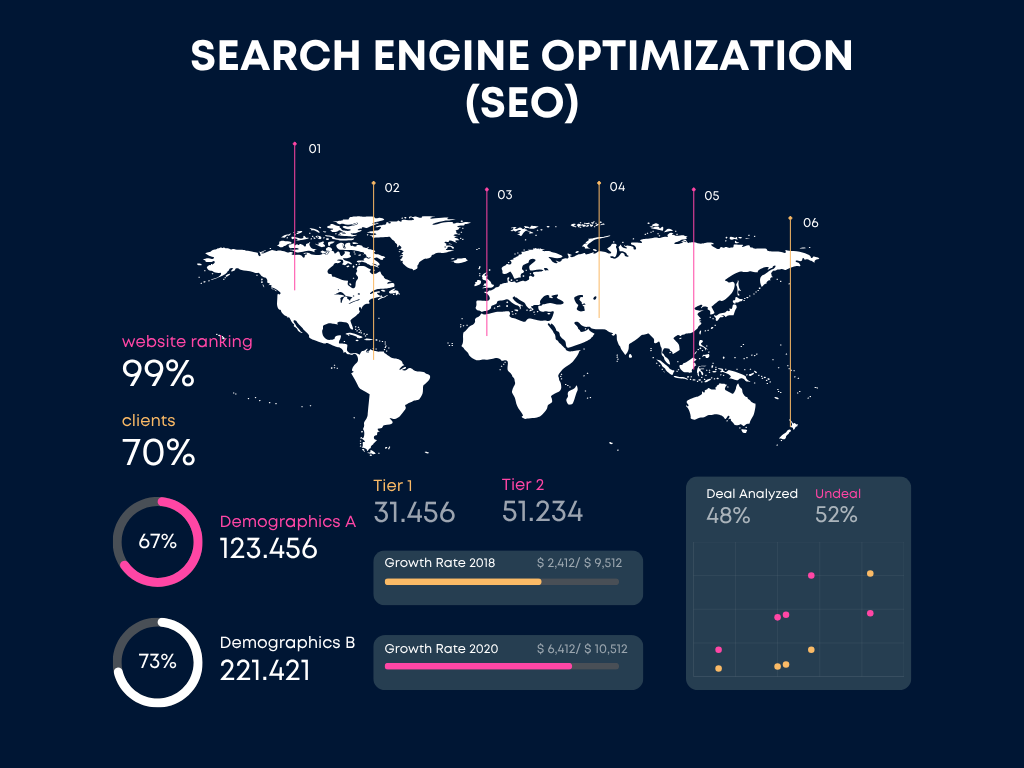 SEARCH ENGINE OPTIMIZATION
(SEO)
01
02
03
04
05
06
website ranking
99%
clients
70%
67%
Demographics A
123.456
73%
Demographics B
221.421
Tier 1
31.456
Tier 2
51.234
Growth Rate 2018
$ 2,412/ $ 9,512
Growth Rate 2020
$ 6,412/ $ 10,512
Deal Analyzed
48%
Undeal
52%